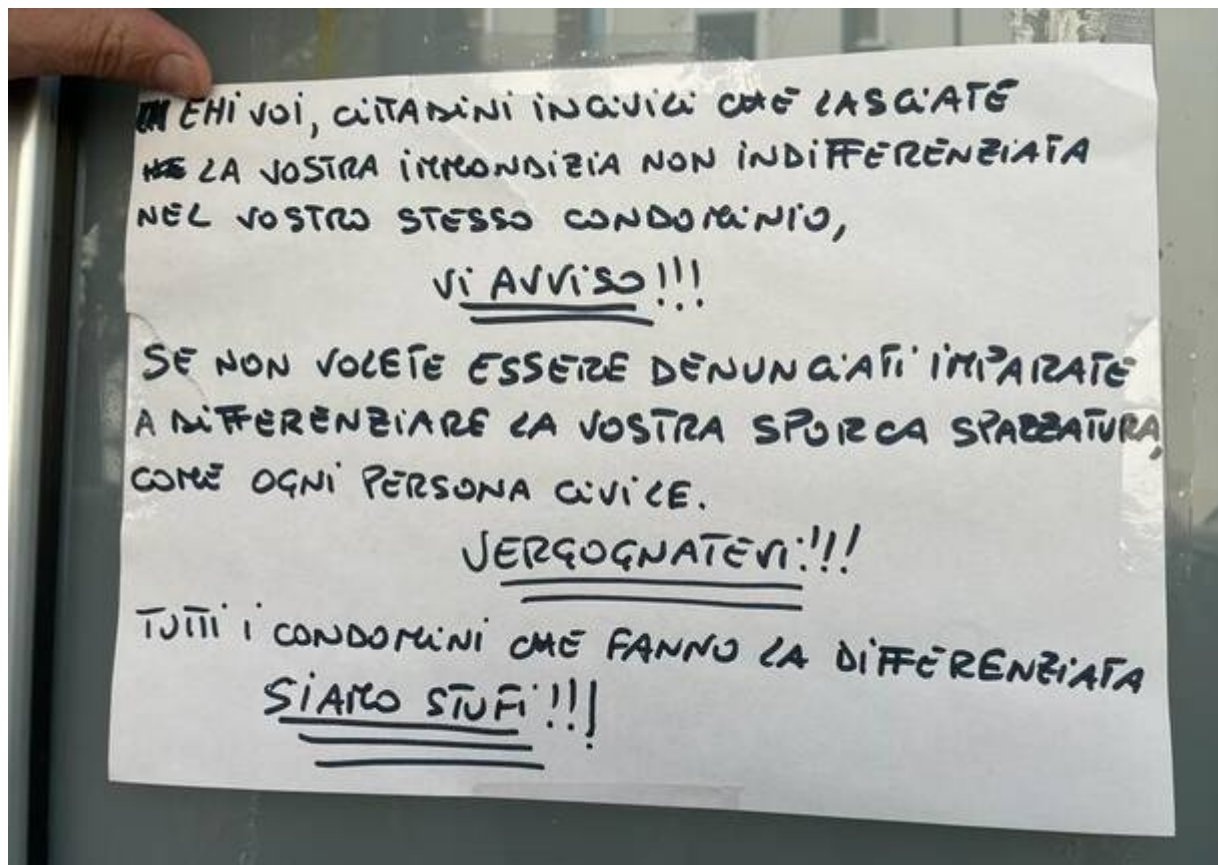 EHI VOI, CITTADINI INCIVILI CHE LASCIATE
LA VOSTRA IMMONDIZIA NON INDIFFERENZIATA
NEL VOSTRO STESSO CONDOMINIO,
VI AVVISO!!!
SE NON VOLETE ESSERE DENUNCIATI IMPARATE
A DIFFERENZIARE LA VOSTRA SPORCA SPAZZATURA,
COME OGNI PERSONA CIVILE.
VERGOGNATEVI!!!
TUTTI I CONDOMINI CHE FANNO LA DIFFERENZIATA
SIAMO STUFI!!!